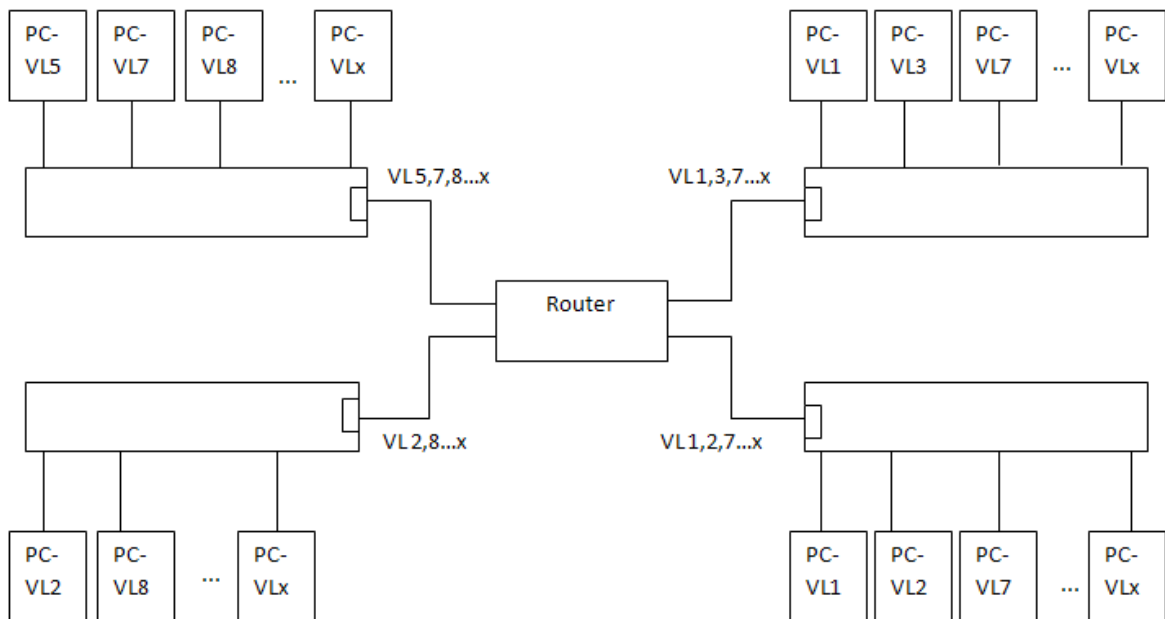 PC-
VL5
PC-
VL7
PC-
VL8
...
PC-
VLx
PC-
VL1
PC-
VL3
PC-
VL7
...
PC-
VLx
VL5,7,8...x
VL1,3,7...x
Router
VL2,8...x
VL1,2,7...x
PC-
VL2
PC-
VL8
...
PC-
VLx
PC-
VL1
PC-
VL2
PC-
VL7
...
PC-
VLx